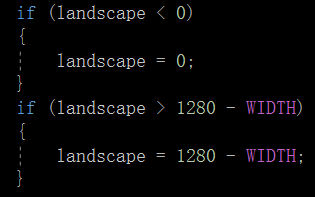 if (landscape < 0)
{
    landscape = 0;
}
if (landscape > 1280 - WIDTH)
{
    landscape = 1280 - WIDTH;
}